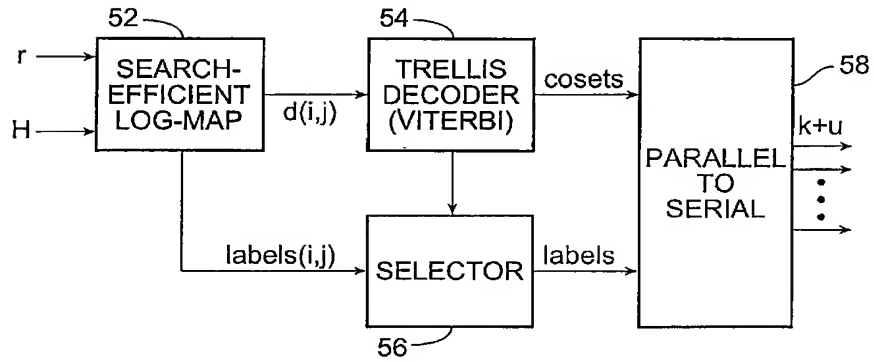 52
54
58
r
H
SEARCH-
EFFICIENT
LOG-MAP
d(i,j)
TRELLIS
DECODER
(VITERBI)
cosets
k+u
PARALLEL
TO
SERIAL
labels(i,j)
SELECTOR
labels
56